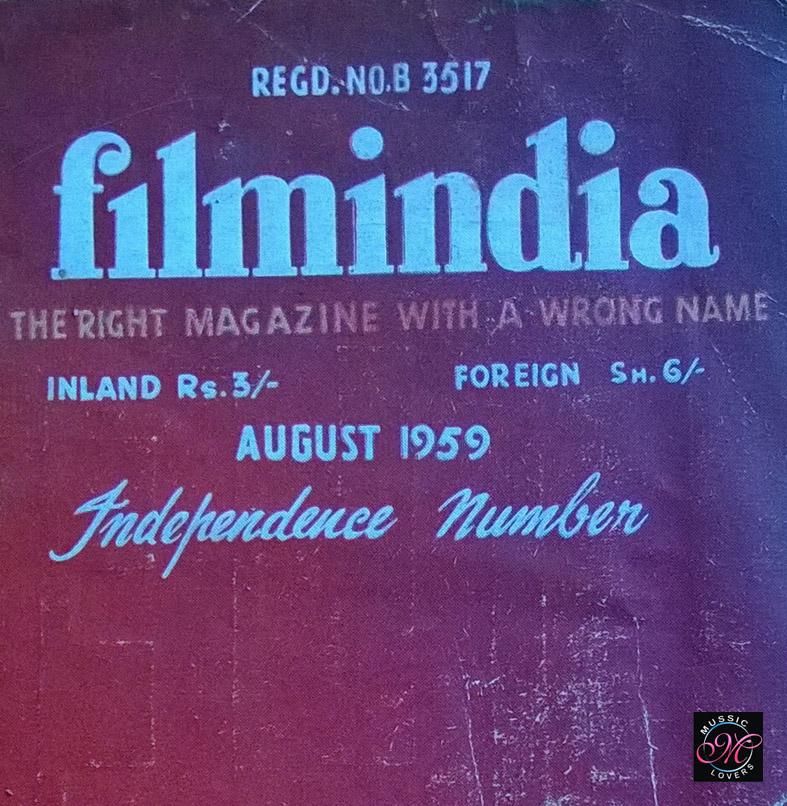 REGD. NO.B 3517
filmindia
THE RIGHT MAGAZINE WITH A WRONG NAME
INLAND Rs. 3/- FOREIGN SH. 6/-
AUGUST 1959
Independence Number
MUSSIC
M
LOVERS